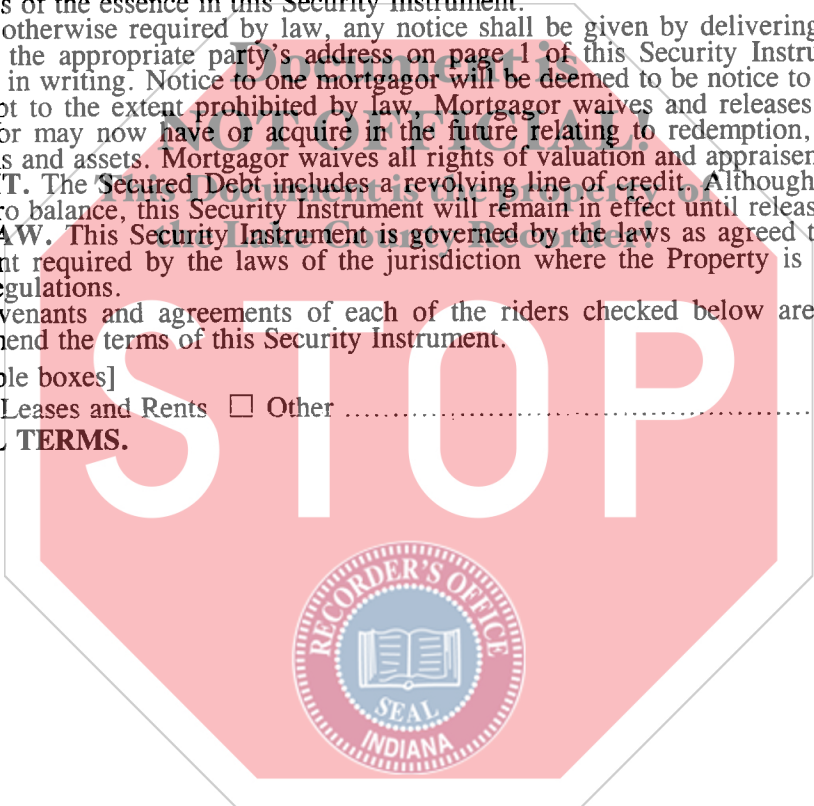 s of the essence in this Security Instrument.
otherwise required by law, any notice shall be given by delivering
the appropriate party's address on page 1 of this Security Instru
in writing. Notice to one mortgagor will be deemed to be notice to
pt to the extent prohibited by law, Mortgagor waives and releases
or may now have or acquire in the future relating to redemption,
s and assets. Mortgagor waives all rights of valuation and appraisen
T. The Secured Debt includes a revolving line of credit. Although
ro balance, this Security Instrument will remain in effect until releas
AW. This Security Instrument is governed by the laws as agreed t
nt required by the laws of the jurisdiction where the Property is
egulations.
venants and agreements of each of the riders checked below are
end the terms of this Security Instrument.
ble boxes]
Leases and Rents ☐ Other ..........................................................
TERMS.
Document is
NOT OFFICIAL!
This Document is the property of
the Lake County Recorder!
STOP
RECORDER'S OFFICE
SEAL
INDIANA